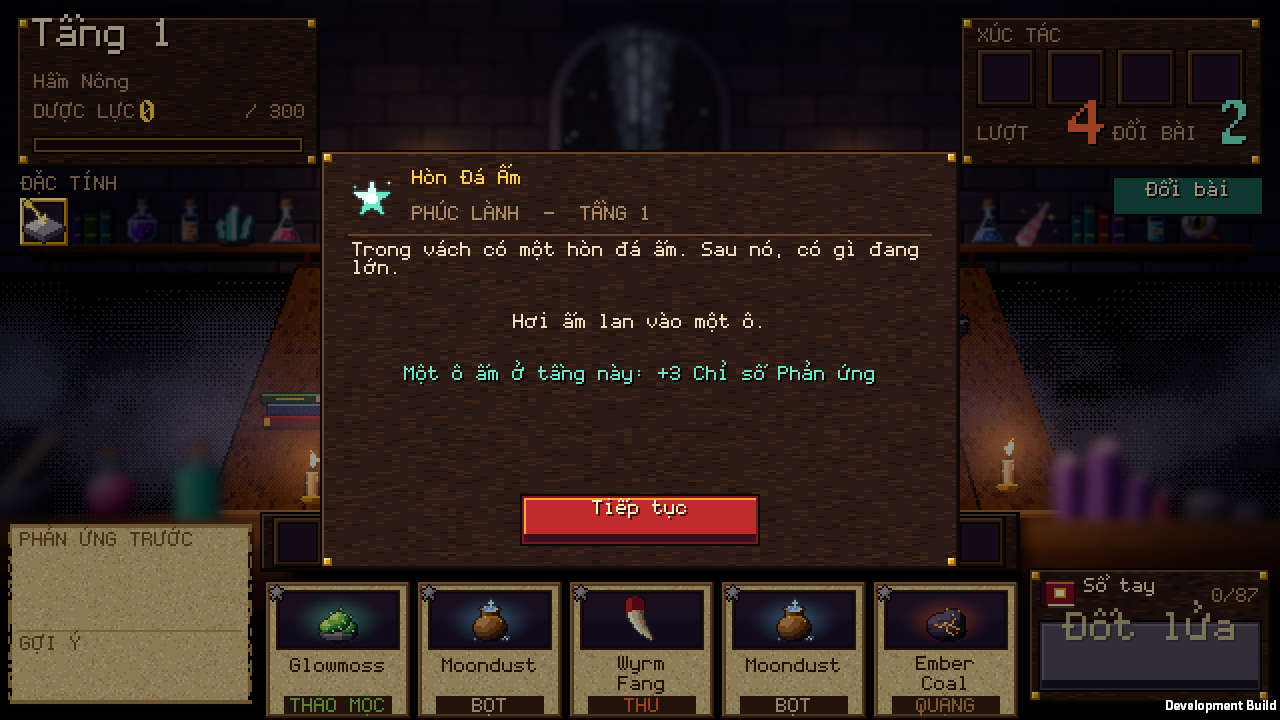 Tầng 1
Hầm Nông
DƯỢC LỰC 0 / 300
ĐẶC TÍNH
XÚC TÁC
LƯỢT 4 ĐỔI BÀI 2
Đổi bài
Hòn Đá Ấm
PHÚC LÀNH - TẦNG 1
Trong vách có một hòn đá ấm. Sau nó, có gì đang
lớn.
Hơi ấm lan vào một ô.
Một ô ấm ở tầng này: +3 Chỉ số Phản ứng
Tiếp tục
PHẢN ỨNG TRƯỚC
GỢI Ý
Glowmoss
THẢO MỘC
Moondust
BỘT
Wyrm
Fang
THÚ
Moondust
BỘT
Ember
Coal
QUẶNG
Sổ tay
0/87
Đốt lửa
Development Build